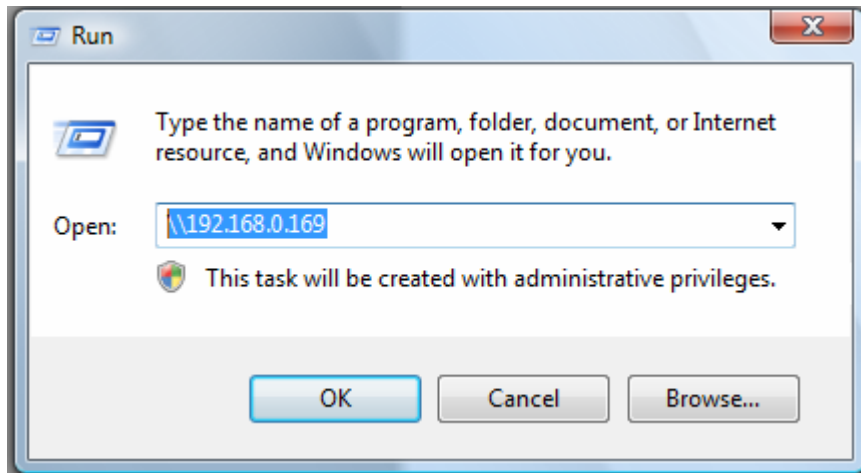 Run
Type the name of a program, folder, document, or Internet
resource, and Windows will open it for you.
Open: \\192.168.0.169
This task will be created with administrative privileges.
OK Cancel Browse...